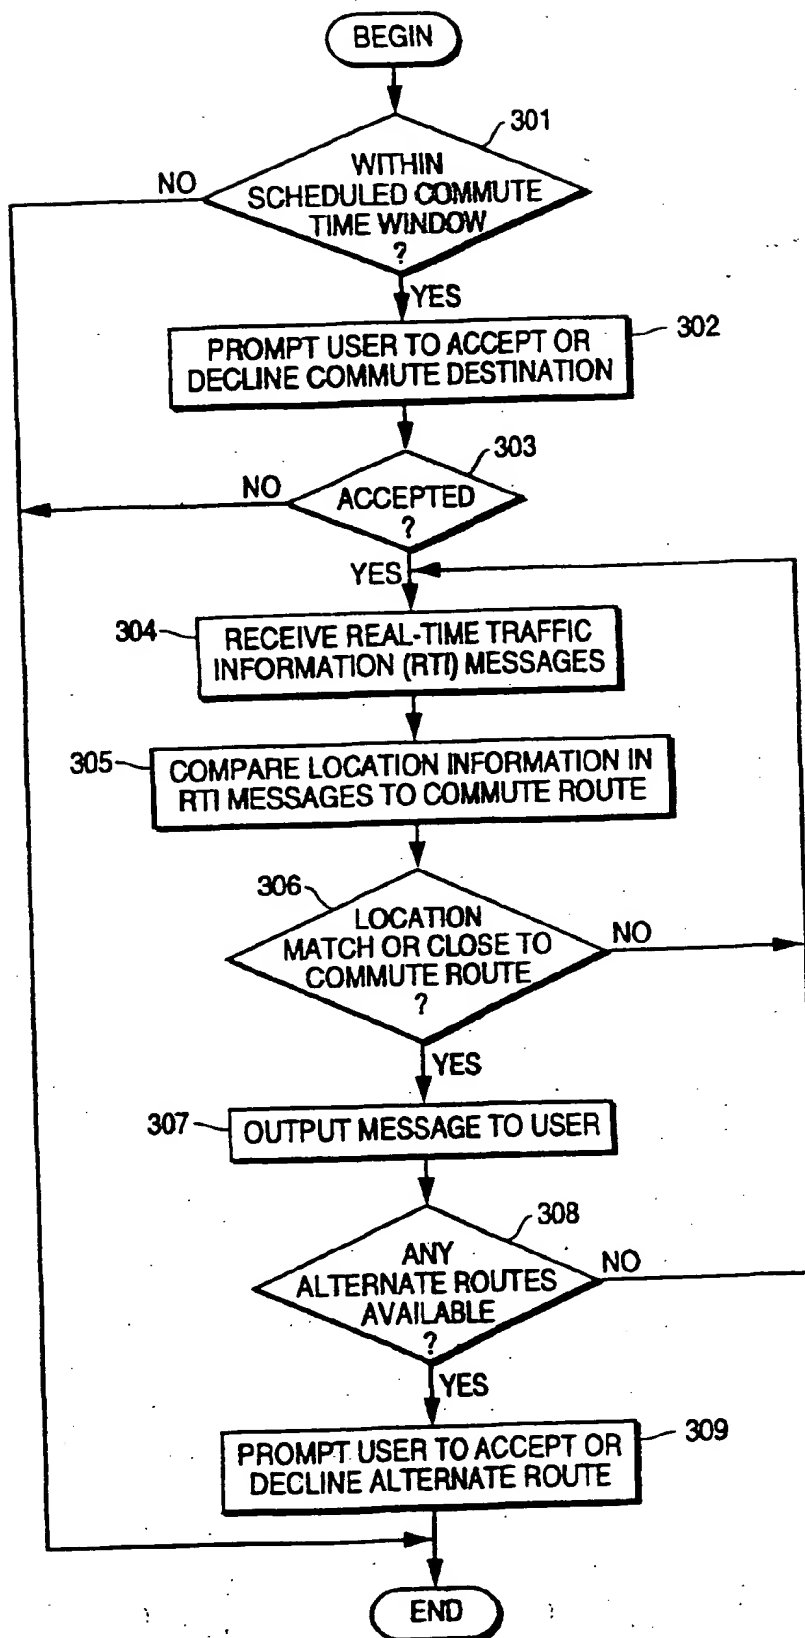 BEGIN
301
WITHIN
SCHEDULED COMMUTE
TIME WINDOW
?
NO
YES
302
PROMPT USER TO ACCEPT OR
DECLINE COMMUTE DESTINATION
303
NO
ACCEPTED
?
YES
304
RECEIVE REAL-TIME TRAFFIC
INFORMATION (RTI) MESSAGES
305
COMPARE LOCATION INFORMATION IN
RTI MESSAGES TO COMMUTE ROUTE
306
LOCATION
MATCH OR CLOSE TO
COMMUTE ROUTE
?
NO
YES
307
OUTPUT MESSAGE TO USER
308
ANY
ALTERNATE ROUTES
AVAILABLE
?
NO
YES
309
PROMPT USER TO ACCEPT OR
DECLINE ALTERNATE ROUTE
END